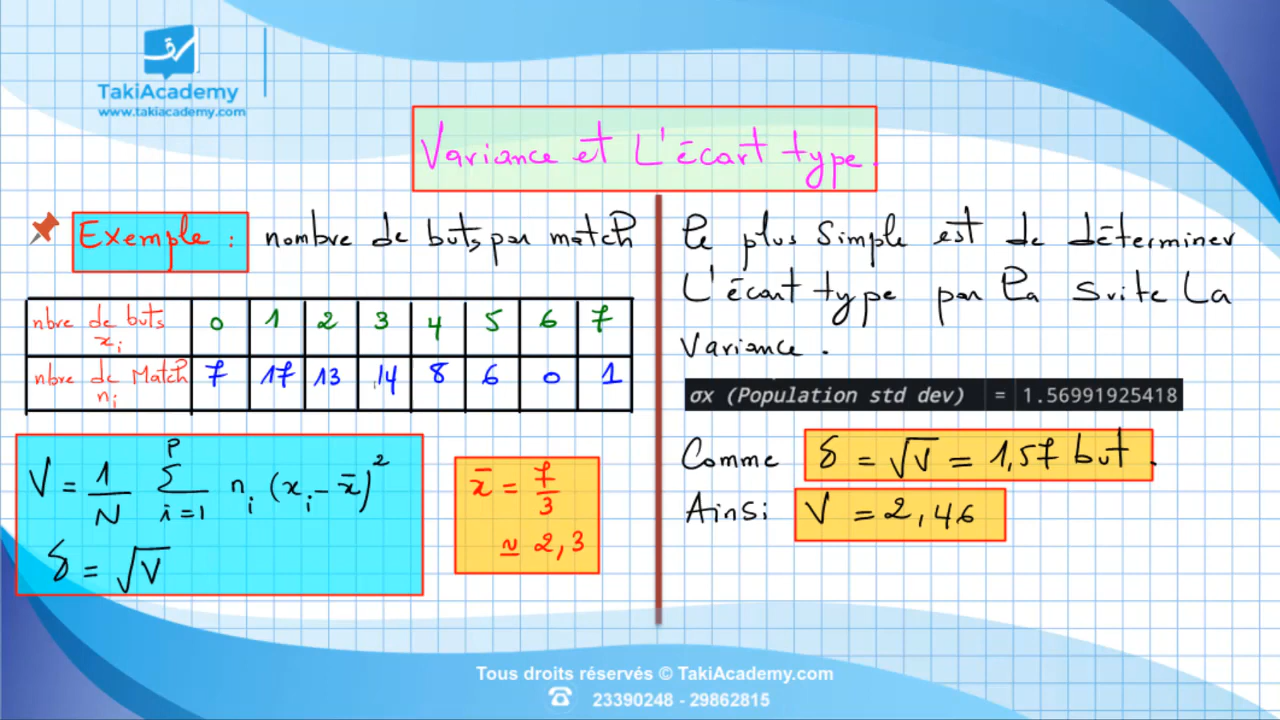 TakiAcademy
www.takiacademy.com
Variance et L'écart type.
Exemple : nombre de buts par match
nbre de buts xi 0 1 2 3 4 5 6 7
nbre de Match ni 7 17 13 14 8 6 0 1
V = 1/N Σ(i=1, p) ni (xi - x̄)²
δ = √V
x̄ = 7/3
≃ 2,3
Le plus Simple est de déterminer
L'écart type par la suite La
Variance.
σx (Population std dev) = 1.56991925418
Comme δ = √V = 1,57 but.
Ainsi V = 2,46
Tous droits réservés © TakiAcademy.com
23390248 - 29862815